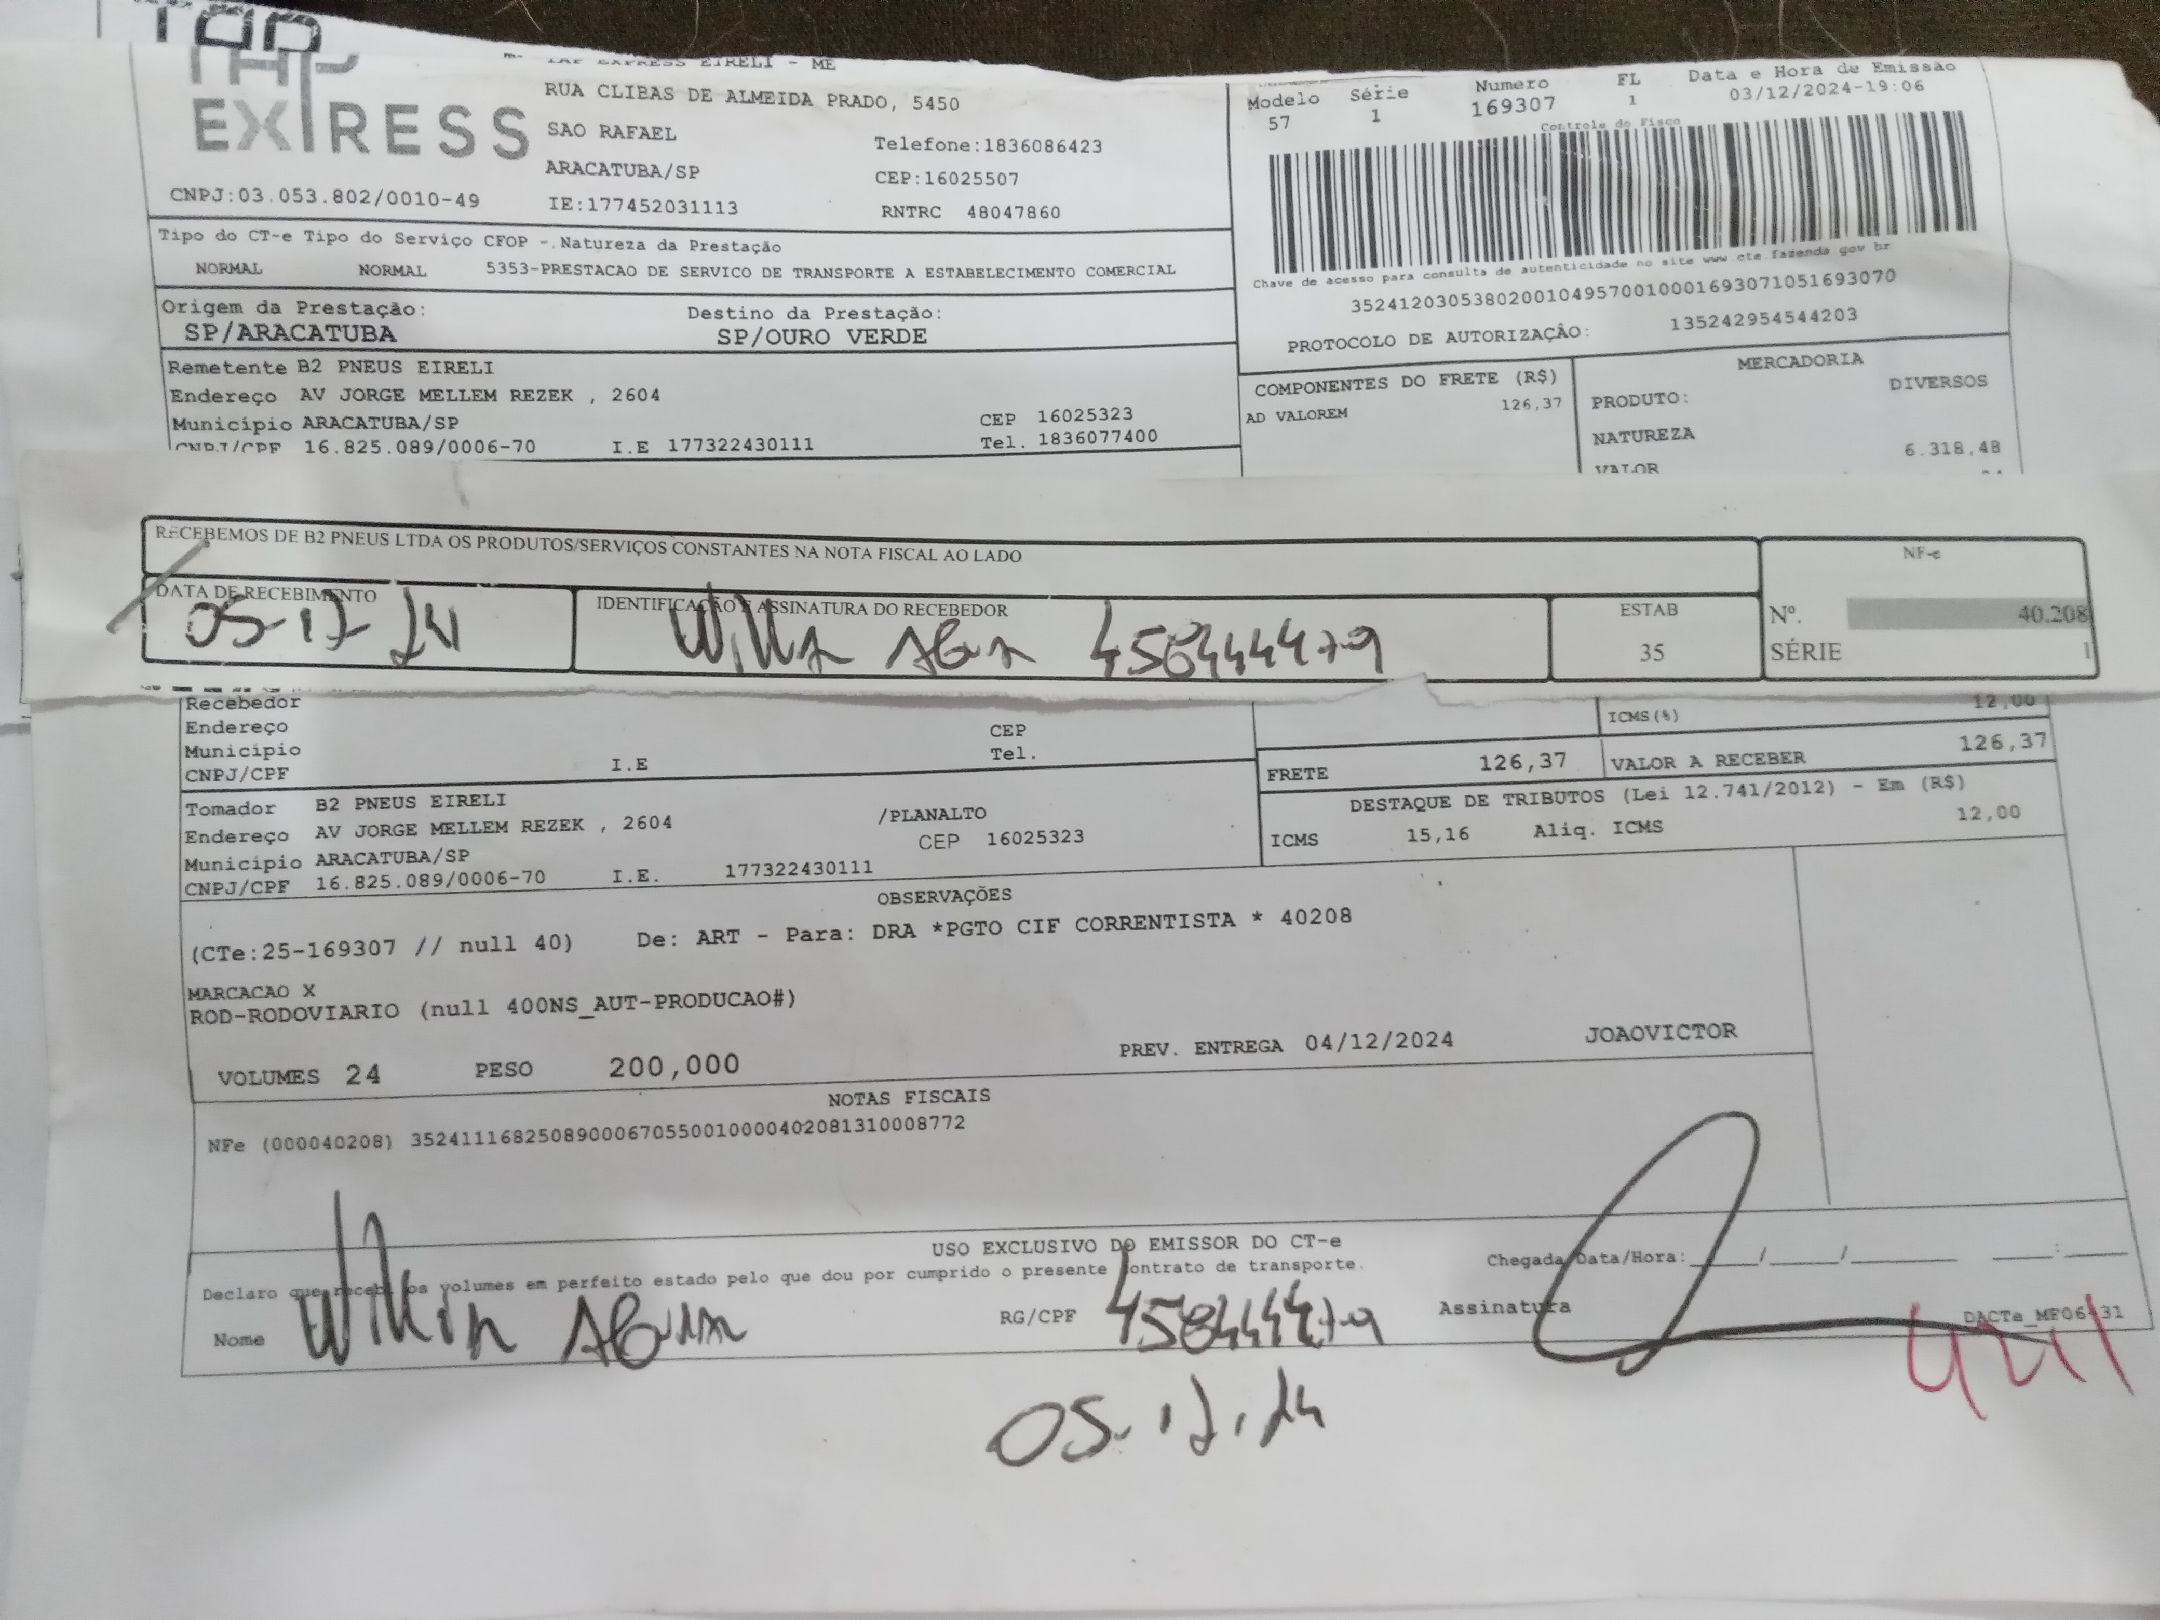 TAP
EXPRESS
TAP EXPRESS EIRELI - ME
RUA CLIBAS DE ALMEIDA PRADO, 5450
SAO RAFAEL
Telefone:1836086423
ARACATUBA/SP
CEP:16025507
CNPJ:03.053.802/0010-49
IE:177452031113
RNTRC 48047860
Modelo Série Numero FL Data e Hora de Emissão
57 1 169307 1 03/12/2024-19:06
Controle do Fisco
Chave de acesso para consulta de autenticidade no site www.cte.fazenda.gov.br
35241203053802001049570010001693071051693070
PROTOCOLO DE AUTORIZAÇÃO: 135242954544203
Tipo do CT-e Tipo do Serviço CFOP - Natureza da Prestação
NORMAL NORMAL 5353-PRESTACAO DE SERVICO DE TRANSPORTE A ESTABELECIMENTO COMERCIAL
Origem da Prestação: Destino da Prestação:
SP/ARACATUBA SP/OURO VERDE
Remetente B2 PNEUS EIRELI
Endereço AV JORGE MELLEM REZEK , 2604
Município ARACATUBA/SP CEP 16025323
CNPJ/CPF 16.825.089/0006-70 I.E 177322430111 Tel. 1836077400
COMPONENTES DO FRETE (R$)
AD VALOREM 126,37
MERCADORIA
PRODUTO: DIVERSOS
NATUREZA
VALOR 6.318,48
RECEBEMOS DE B2 PNEUS LTDA OS PRODUTOS/SERVIÇOS CONSTANTES NA NOTA FISCAL AO LADO
DATA DE RECEBIMENTO
05-12-24
IDENTIFICAÇÃO E ASSINATURA DO RECEBEDOR
458444479
ESTAB
35
NF-e
Nº. 40.208
SÉRIE 1
Recebedor
Endereço
Município CEP
CNPJ/CPF I.E Tel.
ICMS(%) 12,00
FRETE 126,37 VALOR A RECEBER 126,37
DESTAQUE DE TRIBUTOS (Lei 12.741/2012) - Em (R$)
ICMS 15,16 Aliq. ICMS 12,00
Tomador B2 PNEUS EIRELI
Endereço AV JORGE MELLEM REZEK , 2604 /PLANALTO
Município ARACATUBA/SP CEP 16025323
CNPJ/CPF 16.825.089/0006-70 I.E. 177322430111
OBSERVAÇÕES
(CTe:25-169307 // null 40) De: ART - Para: DRA *PGTO CIF CORRENTISTA * 40208
MARCACAO X
ROD-RODOVIARIO (null 400NS_AUT-PRODUCAO#)
VOLUMES 24 PESO 200,000 PREV. ENTREGA 04/12/2024 JOAOVICTOR
NOTAS FISCAIS
NFe (000040208) 35241116825089000670550010000402081310008772
USO EXCLUSIVO DO EMISSOR DO CT-e
Declaro que recebi os volumes em perfeito estado pelo que dou por cumprido o presente contrato de transporte.
Chegada Data/Hora: ____/____/______ ____:____
Nome
RG/CPF 458444479
Assinatura
DACTe_MF06-31
05.12.24